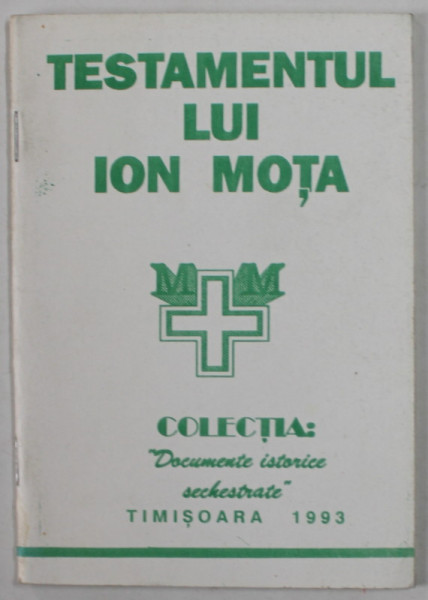 TESTAMENTUL
LUI
ION MOȚA
M M
COLECȚIA:
"Documente istorice
sechestrate"
TIMIȘOARA 1993